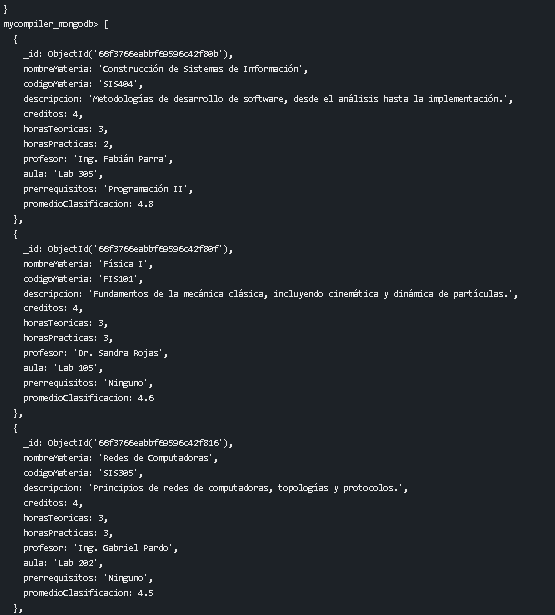 }
mycompiler_mongodb> [
  {
    _id: ObjectId('66f3766eabbf69596c42f80b'),
    nombreMateria: 'Construcción de Sistemas de Información',
    codigoMateria: 'SIS404',
    descripcion: 'Metodologías de desarrollo de software, desde el análisis hasta la implementación.',
    creditos: 4,
    horasTeoricas: 3,
    horasPracticas: 2,
    profesor: 'Ing. Fabián Parra',
    aula: 'Lab 305',
    prerrequisitos: 'Programación II',
    promedioClasificacion: 4.8
  },
  {
    _id: ObjectId('66f3766eabbf69596c42f80f'),
    nombreMateria: 'Física I',
    codigoMateria: 'FIS101',
    descripcion: 'Fundamentos de la mecánica clásica, incluyendo cinemática y dinámica de partículas.',
    creditos: 4,
    horasTeoricas: 3,
    horasPracticas: 3,
    profesor: 'Dr. Sandra Rojas',
    aula: 'Lab 105',
    prerrequisitos: 'Ninguno',
    promedioClasificacion: 4.6
  },
  {
    _id: ObjectId('66f3766eabbf69596c42f816'),
    nombreMateria: 'Redes de Computadoras',
    codigoMateria: 'SIS305',
    descripcion: 'Principios de redes de computadoras, topologías y protocolos.',
    creditos: 4,
    horasTeoricas: 3,
    horasPracticas: 3,
    profesor: 'Ing. Gabriel Pardo',
    aula: 'Lab 202',
    prerrequisitos: 'Ninguno',
    promedioClasificacion: 4.5
  },